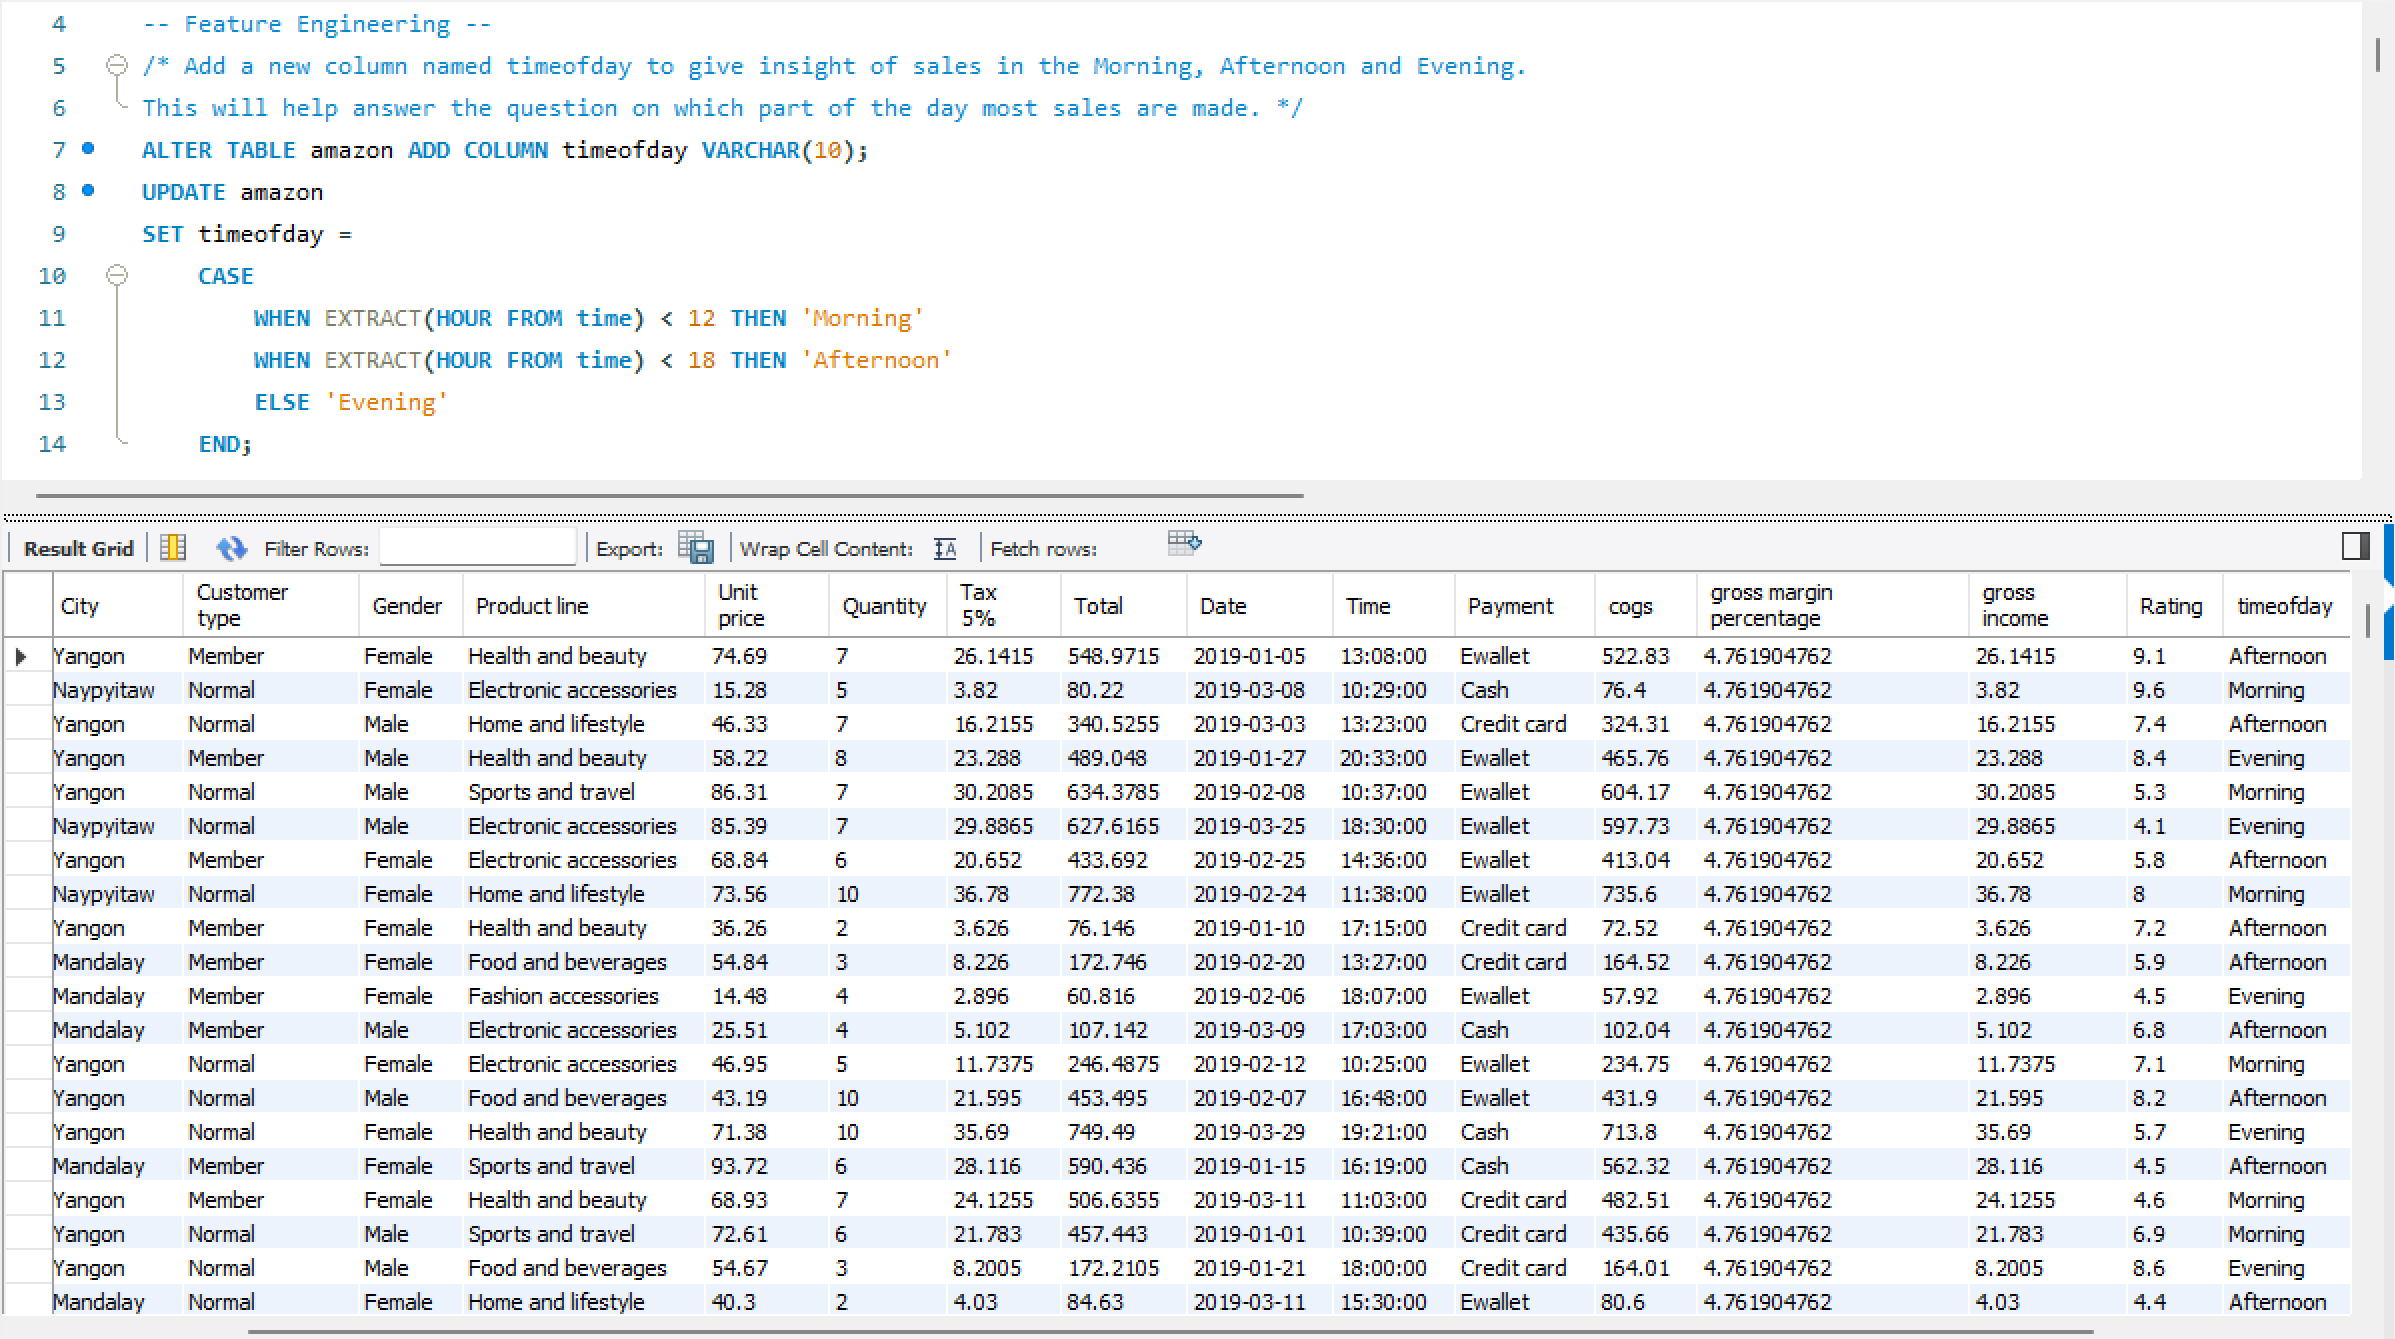 4 -- Feature Engineering --
5 /* Add a new column named timeofday to give insight of sales in the Morning, Afternoon and Evening.
6 This will help answer the question on which part of the day most sales are made. */
7 ALTER TABLE amazon ADD COLUMN timeofday VARCHAR(10);
8 UPDATE amazon
9 SET timeofday =
10 CASE
11 WHEN EXTRACT(HOUR FROM time) < 12 THEN 'Morning'
12 WHEN EXTRACT(HOUR FROM time) < 18 THEN 'Afternoon'
13 ELSE 'Evening'
14 END;
Result Grid Filter Rows: Export: Wrap Cell Content: Fetch rows:
City Customer type Gender Product line Unit price Quantity Tax 5% Total Date Time Payment cogs gross margin percentage gross income Rating timeofday
Yangon Member Female Health and beauty 74.69 7 26.1415 548.9715 2019-01-05 13:08:00 Ewallet 522.83 4.761904762 26.1415 9.1 Afternoon
Naypyitaw Normal Female Electronic accessories 15.28 5 3.82 80.22 2019-03-08 10:29:00 Cash 76.4 4.761904762 3.82 9.6 Morning
Yangon Normal Male Home and lifestyle 46.33 7 16.2155 340.5255 2019-03-03 13:23:00 Credit card 324.31 4.761904762 16.2155 7.4 Afternoon
Yangon Member Male Health and beauty 58.22 8 23.288 489.048 2019-01-27 20:33:00 Ewallet 465.76 4.761904762 23.288 8.4 Evening
Yangon Normal Male Sports and travel 86.31 7 30.2085 634.3785 2019-02-08 10:37:00 Ewallet 604.17 4.761904762 30.2085 5.3 Morning
Naypyitaw Normal Male Electronic accessories 85.39 7 29.8865 627.6165 2019-03-25 18:30:00 Ewallet 597.73 4.761904762 29.8865 4.1 Evening
Yangon Member Female Electronic accessories 68.84 6 20.652 433.692 2019-02-25 14:36:00 Ewallet 413.04 4.761904762 20.652 5.8 Afternoon
Naypyitaw Normal Female Home and lifestyle 73.56 10 36.78 772.38 2019-02-24 11:38:00 Ewallet 735.6 4.761904762 36.78 8 Morning
Yangon Member Female Health and beauty 36.26 2 3.626 76.146 2019-01-10 17:15:00 Credit card 72.52 4.761904762 3.626 7.2 Afternoon
Mandalay Member Female Food and beverages 54.84 3 8.226 172.746 2019-02-20 13:27:00 Credit card 164.52 4.761904762 8.226 5.9 Afternoon
Mandalay Member Female Fashion accessories 14.48 4 2.896 60.816 2019-02-06 18:07:00 Ewallet 57.92 4.761904762 2.896 4.5 Evening
Mandalay Member Male Electronic accessories 25.51 4 5.102 107.142 2019-03-09 17:03:00 Cash 102.04 4.761904762 5.102 6.8 Afternoon
Yangon Normal Female Electronic accessories 46.95 5 11.7375 246.4875 2019-02-12 10:25:00 Ewallet 234.75 4.761904762 11.7375 7.1 Morning
Yangon Normal Male Food and beverages 43.19 10 21.595 453.495 2019-02-07 16:48:00 Ewallet 431.9 4.761904762 21.595 8.2 Afternoon
Yangon Normal Female Health and beauty 71.38 10 35.69 749.49 2019-03-29 19:21:00 Cash 713.8 4.761904762 35.69 5.7 Evening
Mandalay Member Female Sports and travel 93.72 6 28.116 590.436 2019-01-15 16:19:00 Cash 562.32 4.761904762 28.116 4.5 Afternoon
Yangon Member Female Health and beauty 68.93 7 24.1255 506.6355 2019-03-11 11:03:00 Credit card 482.51 4.761904762 24.1255 4.6 Morning
Yangon Normal Male Sports and travel 72.61 6 21.783 457.443 2019-01-01 10:39:00 Credit card 435.66 4.761904762 21.783 6.9 Morning
Yangon Normal Male Food and beverages 54.67 3 8.2005 172.2105 2019-01-21 18:00:00 Credit card 164.01 4.761904762 8.2005 8.6 Evening
Mandalay Normal Female Home and lifestyle 40.3 2 4.03 84.63 2019-03-11 15:30:00 Ewallet 80.6 4.761904762 4.03 4.4 Afternoon